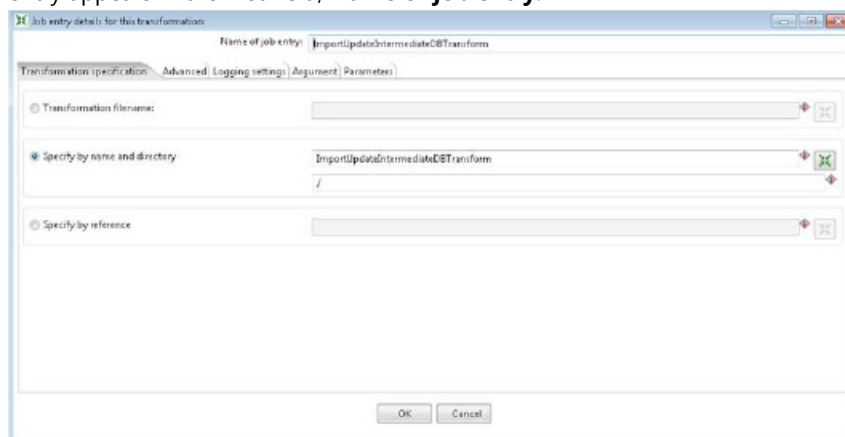 Job entry details for this transformation:
Name of job entry: ImportUpdateIntermediateDBTransform
Transformation specification Advanced Logging settings Argument Parameters
Transformation filename:
Specify by name and directory ImportUpdateIntermediateDBTransform
/
Specify by reference
OK Cancel